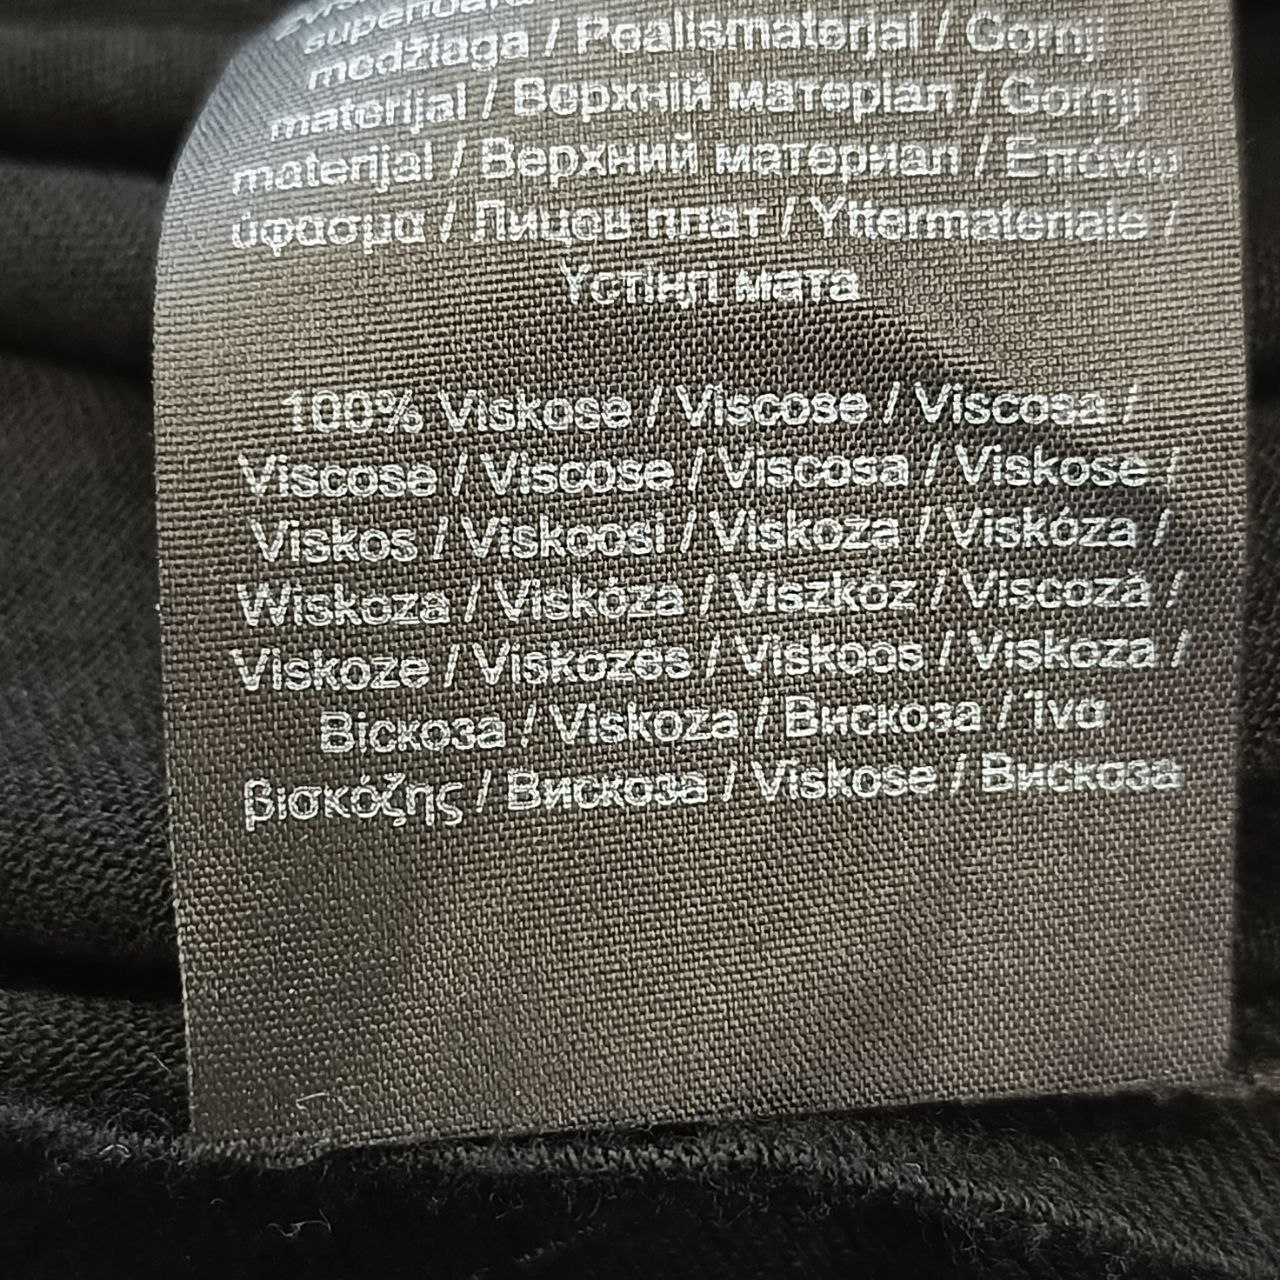 medžiaga / Pealismaterjal / Gornji
materijal / Верхній матеріал / Gornji
materijal / Верхний материал / Επάνω
ύφασμα / Лицев плат / Yttermateriale /
Үстіңгі мата
100% Viskose / Viscose / Viscosa /
Viscose / Viscose / Viscosa / Viskose /
Viskos / Viskoosi / Viskoza / Viskóza /
Wiskoza / Viskóza / Viszkóz / Viscoză /
Viskoze / Viskozės / Viskoos / Viskoza /
Віскоза / Viskoza / Вискоза / Ίνα
βισκόζης / Вискоза / Viskose / Вискоза